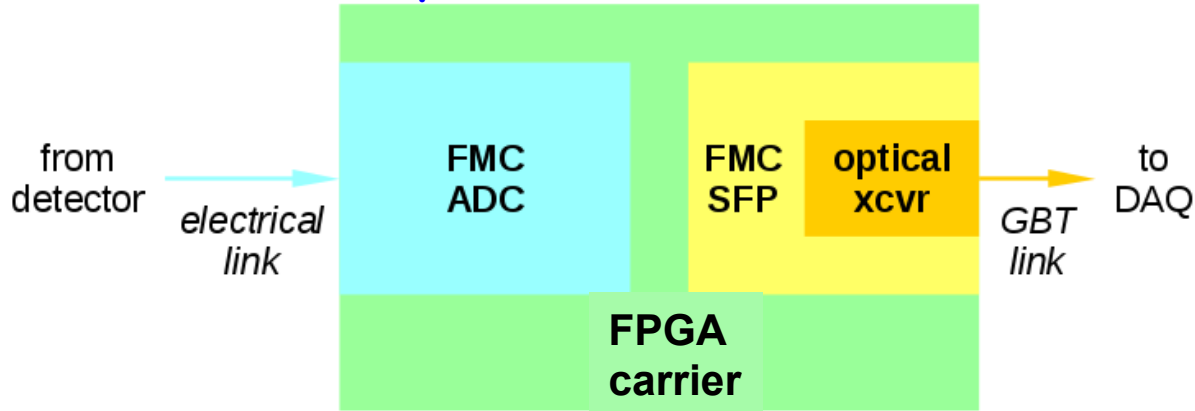 from
detector
electrical
link
FMC
ADC
FMC
SFP
optical
xcvr
GBT
link
to
DAQ
FPGA
carrier